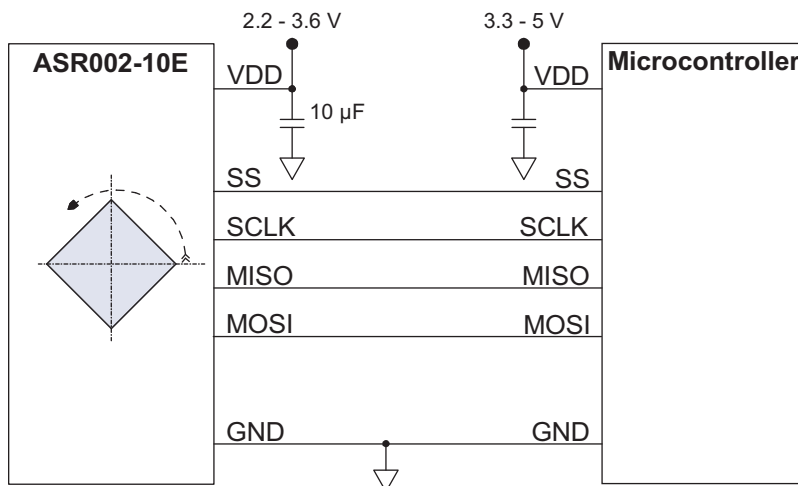 2.2 - 3.6 V
3.3 - 5 V
ASR002-10E
Microcontroller
VDD
VDD
10 µF
SS
SS
SCLK
SCLK
MISO
MISO
MOSI
MOSI
GND
GND